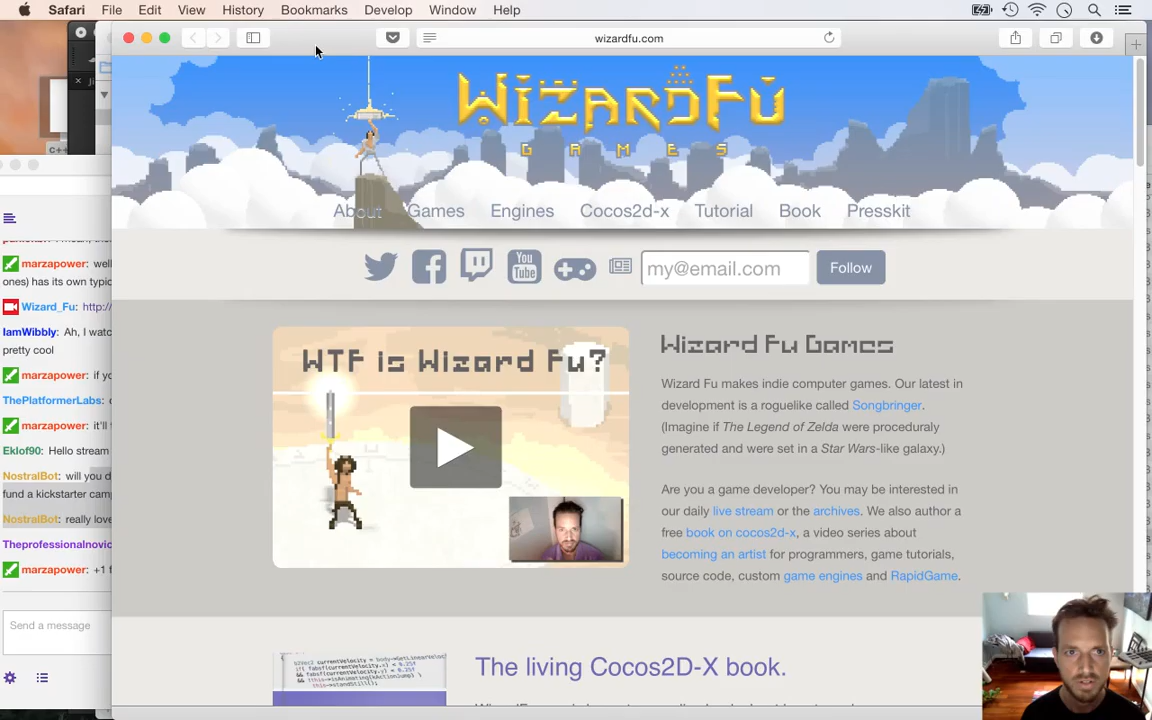 Safari File Edit View History Bookmarks Develop Window Help
wizardfu.com
WizardFu
GAMES
About Games Engines Cocos2d-x Tutorial Book Presskit
You
Tube
my@email.com
Follow
WTF is Wizard Fu?
Wizard Fu Games
Wizard Fu makes indie computer games. Our latest in
development is a roguelike called Songbringer.
(Imagine if The Legend of Zelda were proceduraly
generated and were set in a Star Wars-like galaxy.)
Are you a game developer? You may be interested in
our daily live stream or the archives. We also author a
free book on cocos2d-x, a video series about
becoming an artist for programmers, game tutorials,
source code, custom game engines and RapidGame.
The living Cocos2D-X book.
c++
marzapower: well
ones) has its own typic
Wizard_Fu: http://
IamWibbly: Ah, I watc
pretty cool
marzapower: if yo
ThePlatformerLabs:
marzapower: it'll
Eklof90: Hello stream
NostralBot: will you d
fund a kickstarter cam
NostralBot: really love
Theprofessionalnovic
marzapower: +1 f
Send a message